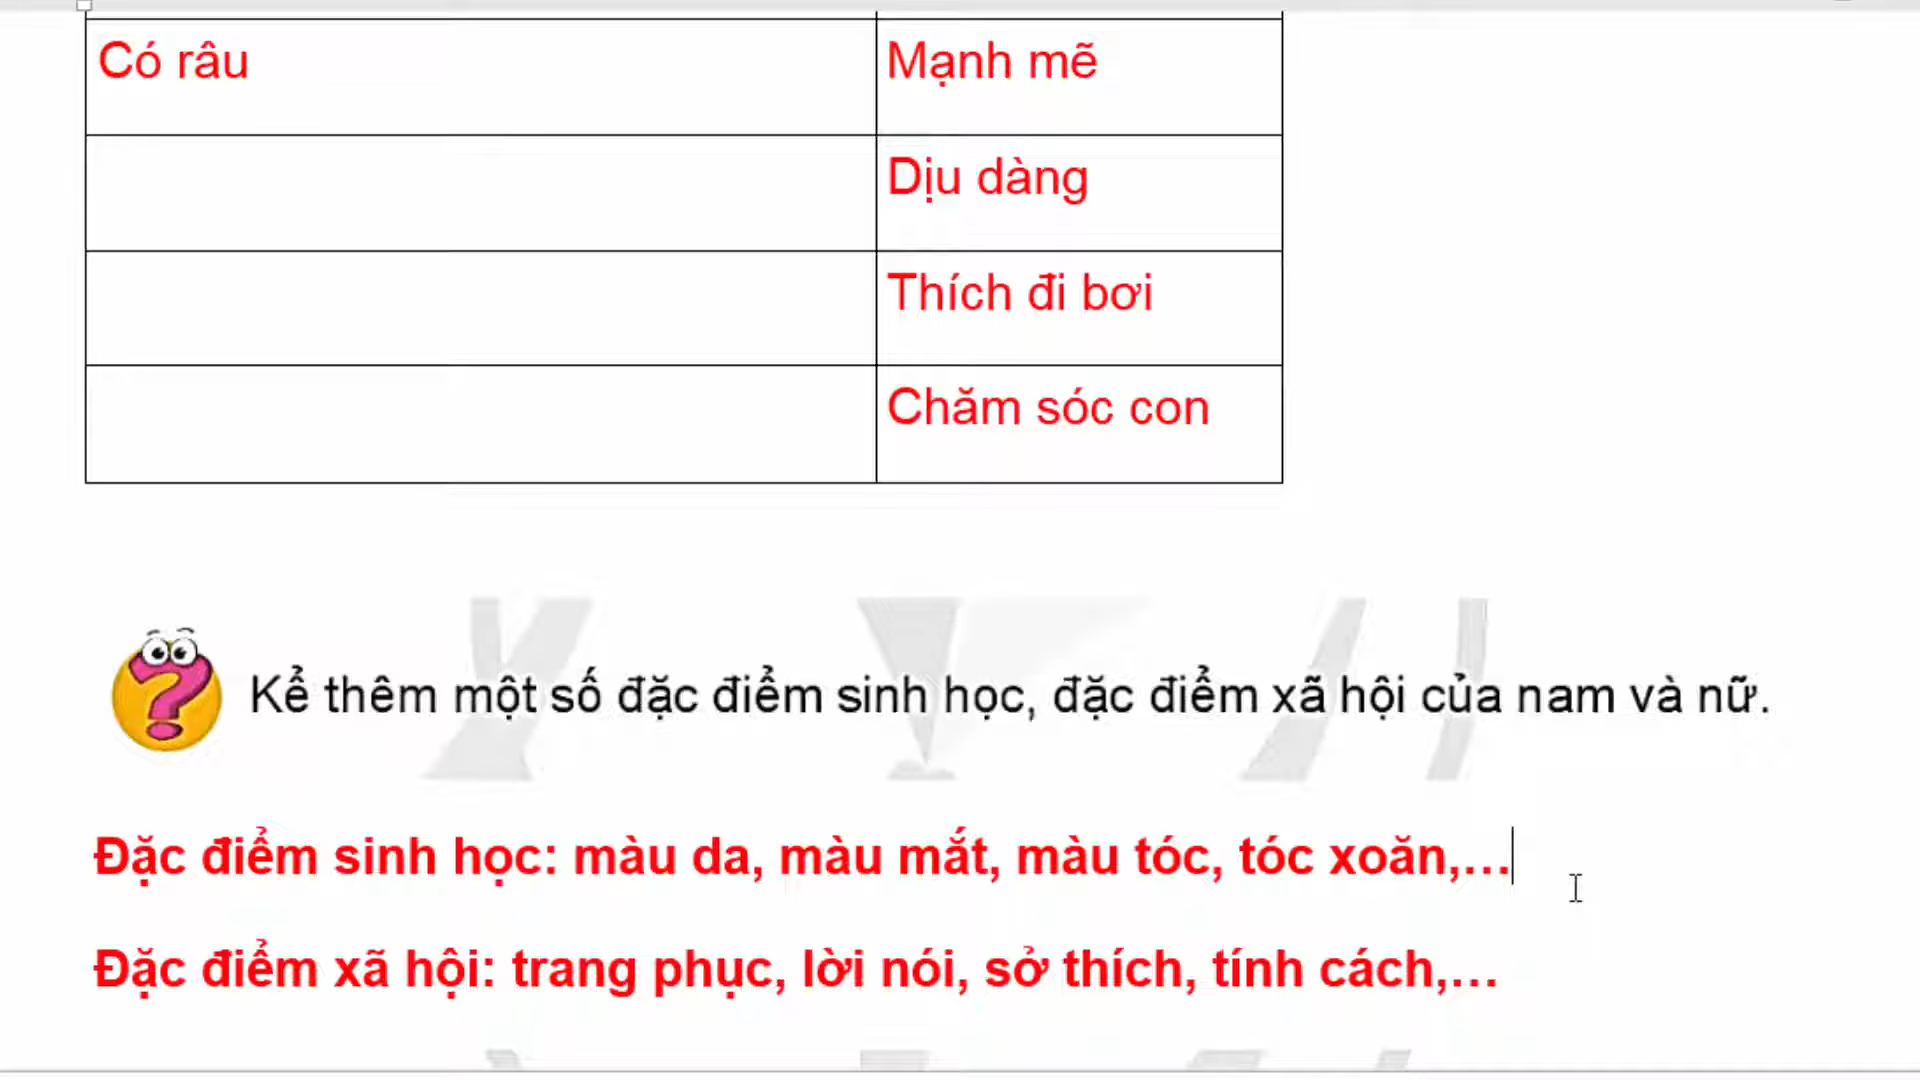 Có râu
Mạnh mẽ
Dịu dàng
Thích đi bơi
Chăm sóc con
Kể thêm một số đặc điểm sinh học, đặc điểm xã hội của nam và nữ.
Đặc điểm sinh học: màu da, màu mắt, màu tóc, tóc xoăn,...
Đặc điểm xã hội: trang phục, lời nói, sở thích, tính cách,...